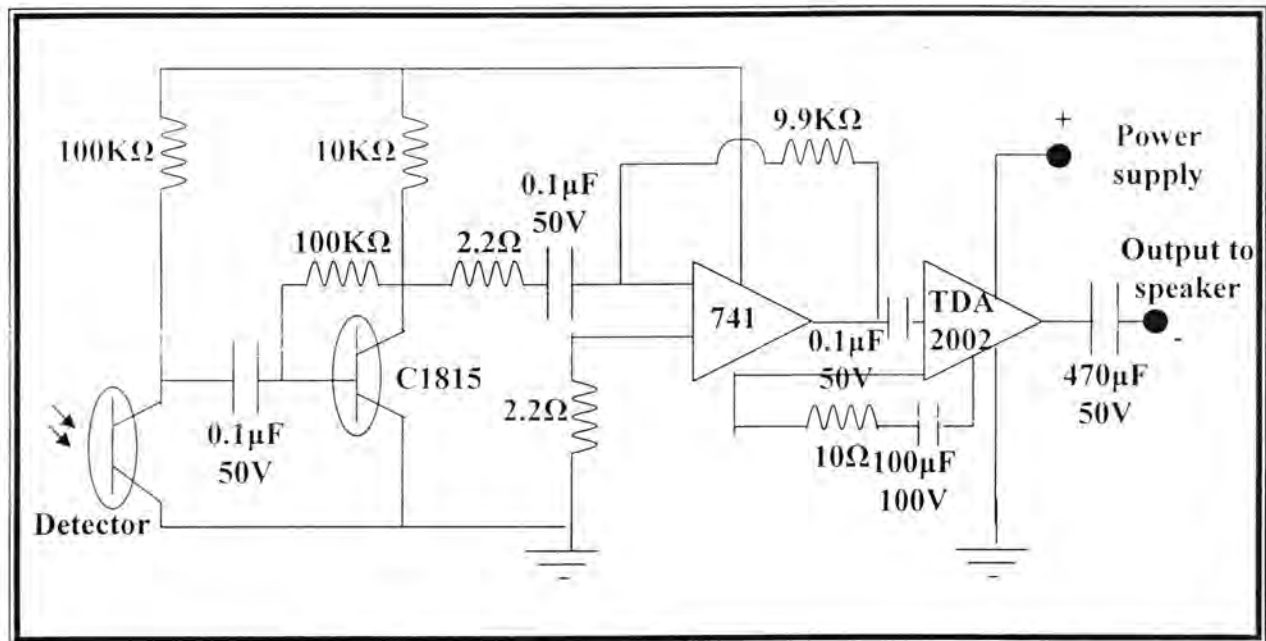 100KΩ
10KΩ
9.9KΩ
+
Power
supply
0.1µF
50V
100KΩ
2.2Ω
Output to
speaker
-
741
TDA
2002
C1815
0.1µF
50V
470µF
50V
2.2Ω
0.1µF
50V
10Ω
100µF
100V
Detector